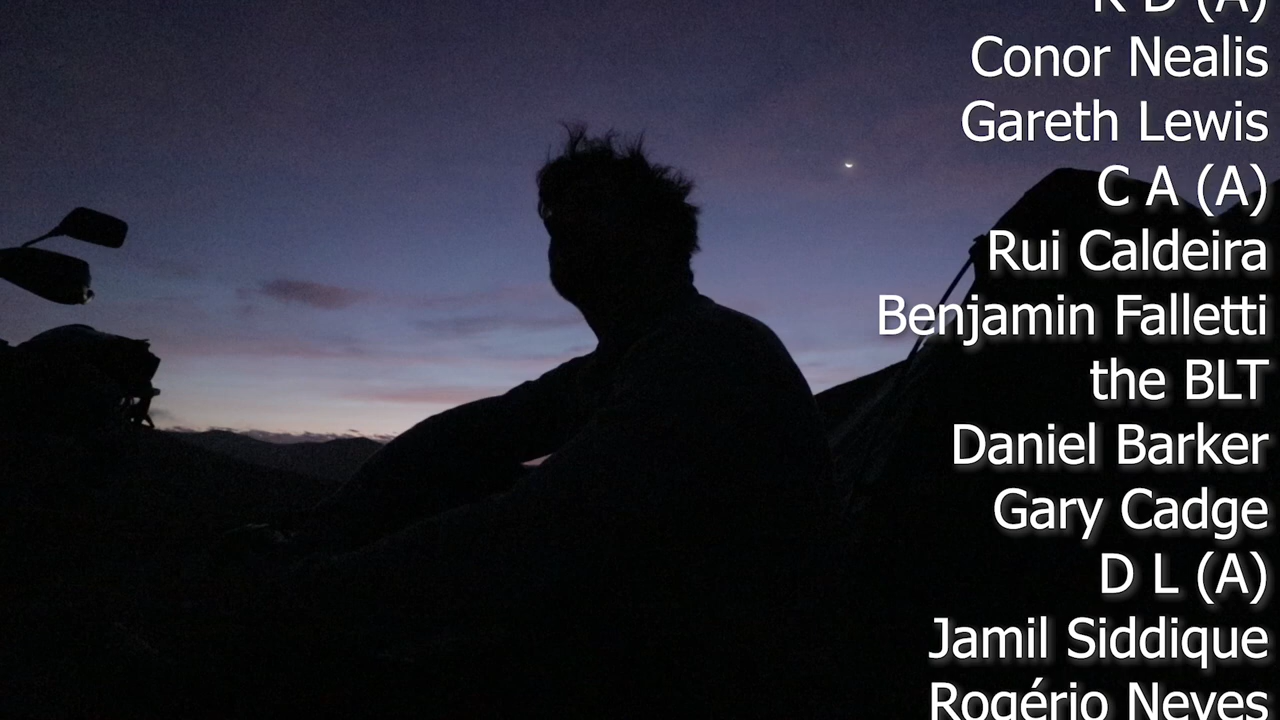 R D (A)
Conor Nealis
Gareth Lewis
C A (A)
Rui Caldeira
Benjamin Falletti
the BLT
Daniel Barker
Gary Cadge
D L (A)
Jamil Siddique
Rogério Neves